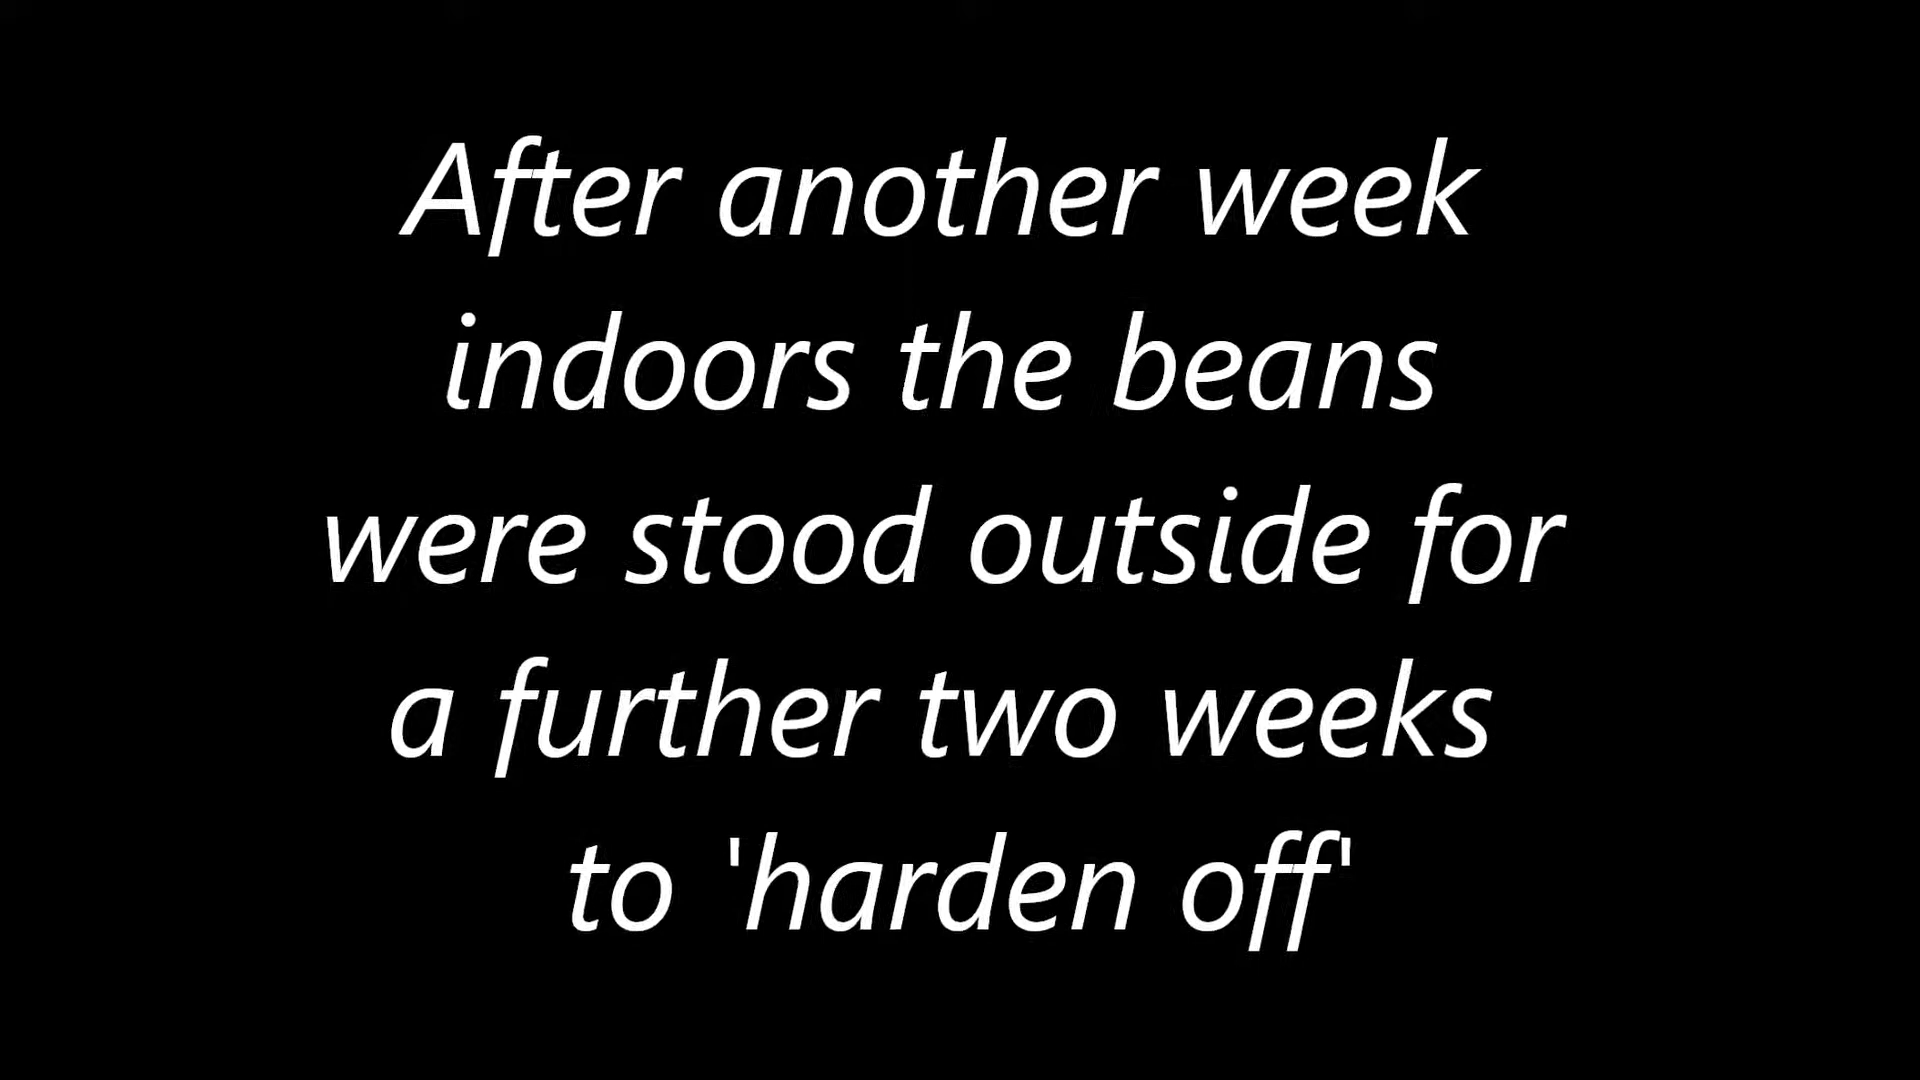 After another week
indoors the beans
were stood outside for
a further two weeks
to 'harden off'